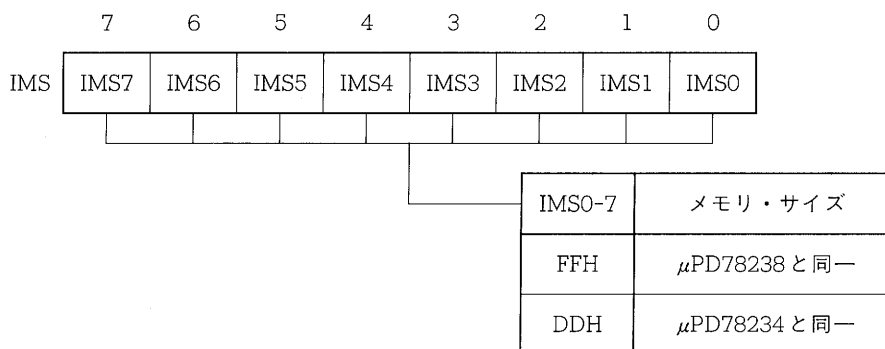 7 6 5 4 3 2 1 0
IMS IMS7 IMS6 IMS5 IMS4 IMS3 IMS2 IMS1 IMS0
IMS0-7 メモリ・サイズ
FFH μPD78238と同一
DDH μPD78234と同一